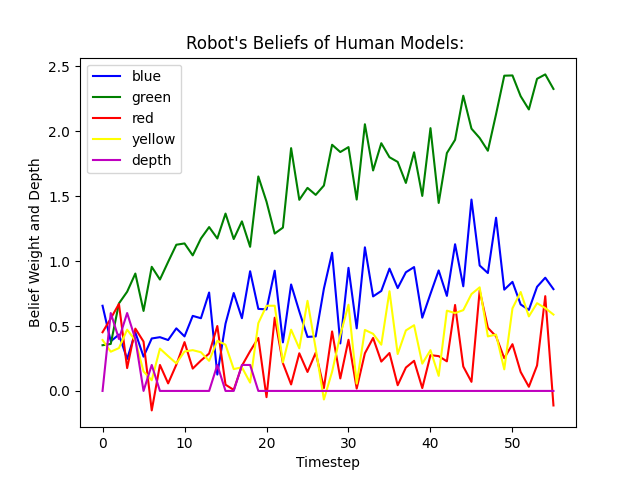 Robot's Beliefs of Human Models:
blue
green
red
yellow
depth
Belief Weight and Depth
2.5
2.0
1.5
1.0
0.5
0.0
0 10 20 30 40 50
Timestep